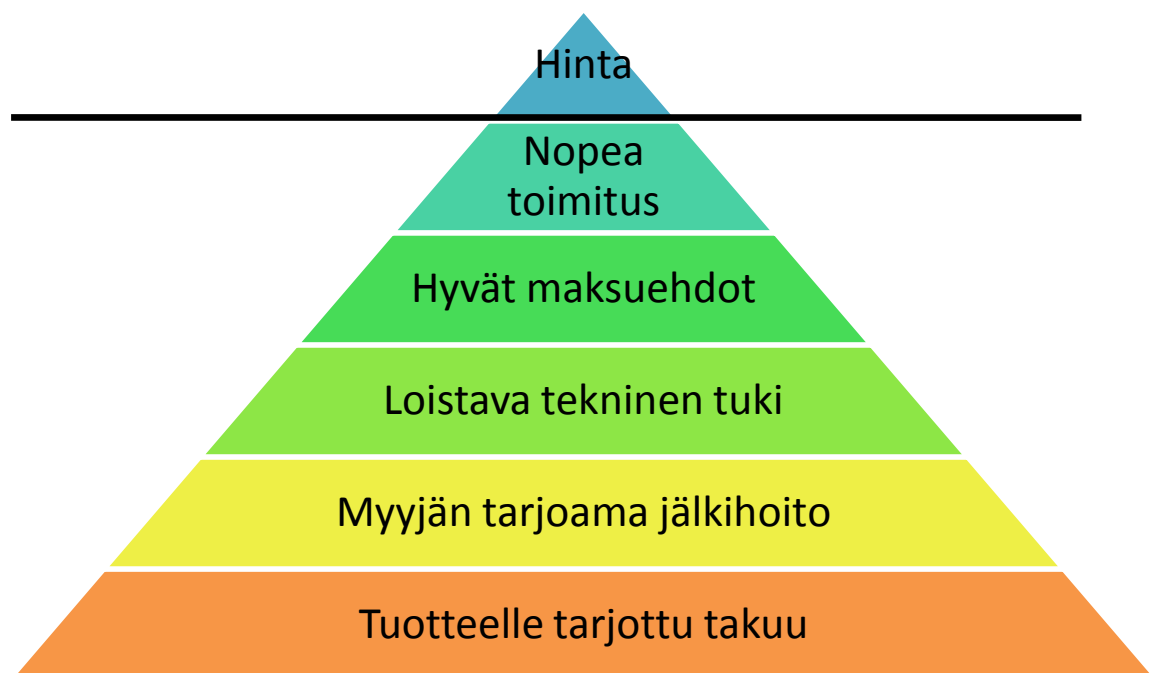 Hinta
Nopea
toimitus
Hyvät maksuehdot
Loistava tekninen tuki
Myyjän tarjoama jälkihoito
Tuotteelle tarjottu takuu